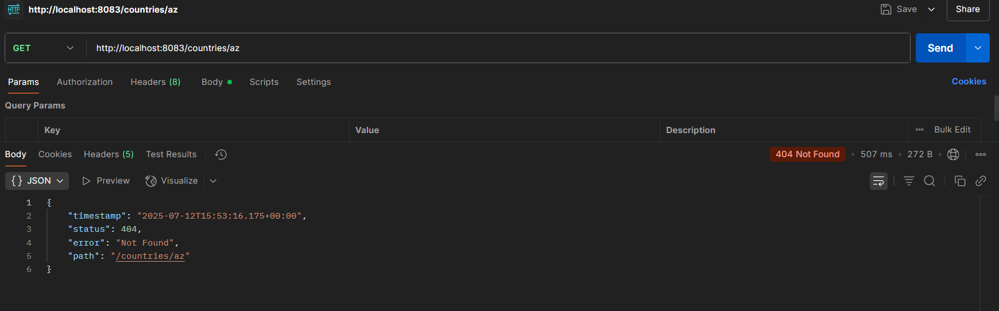 HTTP http://localhost:8083/countries/az Save Share
GET http://localhost:8083/countries/az Send
Params Authorization Headers (8) Body Scripts Settings Cookies
Query Params
Key Value Description Bulk Edit
Body Cookies Headers (5) Test Results 404 Not Found 507 ms 272 B
{} JSON Preview Visualize
1 {
2 "timestamp": "2025-07-12T15:53:16.175+00:00",
3 "status": 404,
4 "error": "Not Found",
5 "path": "/countries/az"
6 }